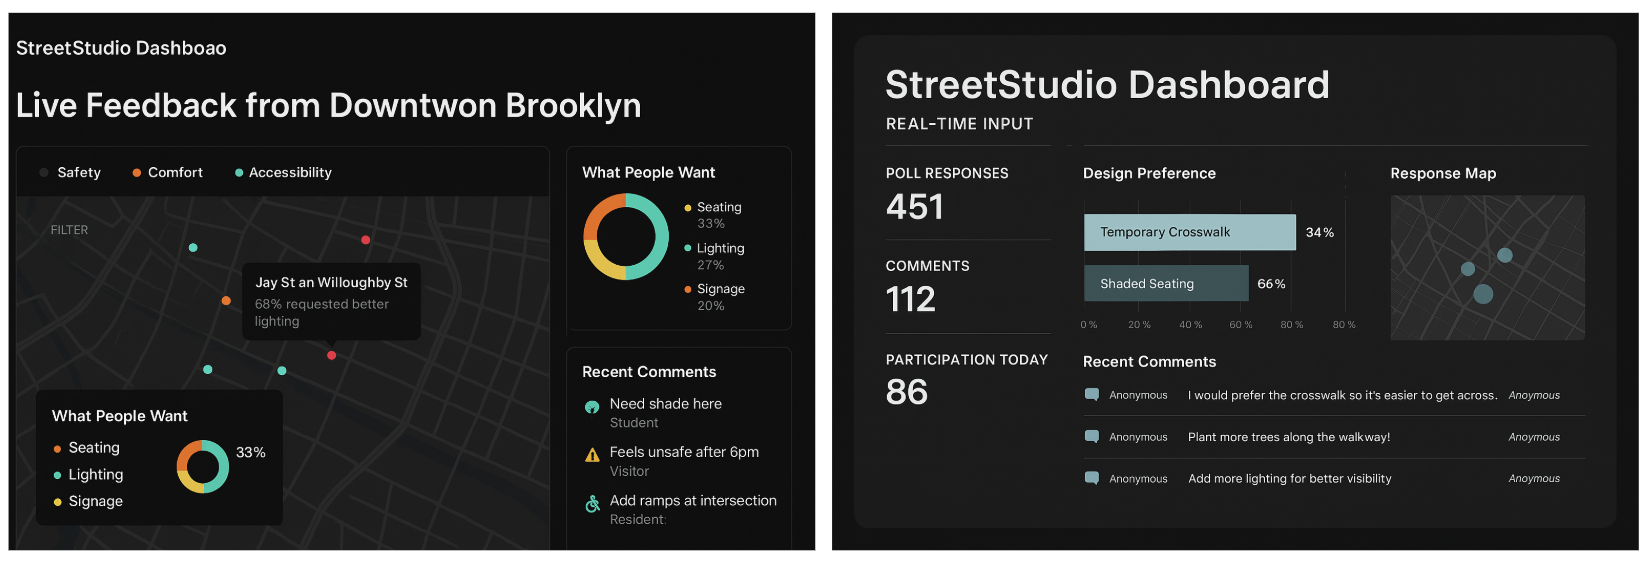 StreetStudio Dashboao
Live Feedback from Downtwon Brooklyn
Safety
Comfort
Accessibility
FILTER
Jay St an Willoughby St
68% requested better
lighting
What People Want
Seating
Lighting
Signage
33%
What People Want
Seating
33%
Lighting
27%
Signage
20%
Recent Comments
Need shade here
Student
Feels unsafe after 6pm
Visitor
Add ramps at intersection
Resident:
StreetStudio Dashboard
REAL-TIME INPUT
POLL RESPONSES
451
COMMENTS
112
PARTICIPATION TODAY
86
Design Preference
Temporary Crosswalk
34%
Shaded Seating
66%
0 %
20 %
40 %
60 %
80 %
80 %
Response Map
Recent Comments
Anonymous I would prefer the crosswalk so it's easier to get across. Anoymous
Anonymous Plant more trees along the walkway! Anoymous
Anonymous Add more lighting for better visibility Anoymous